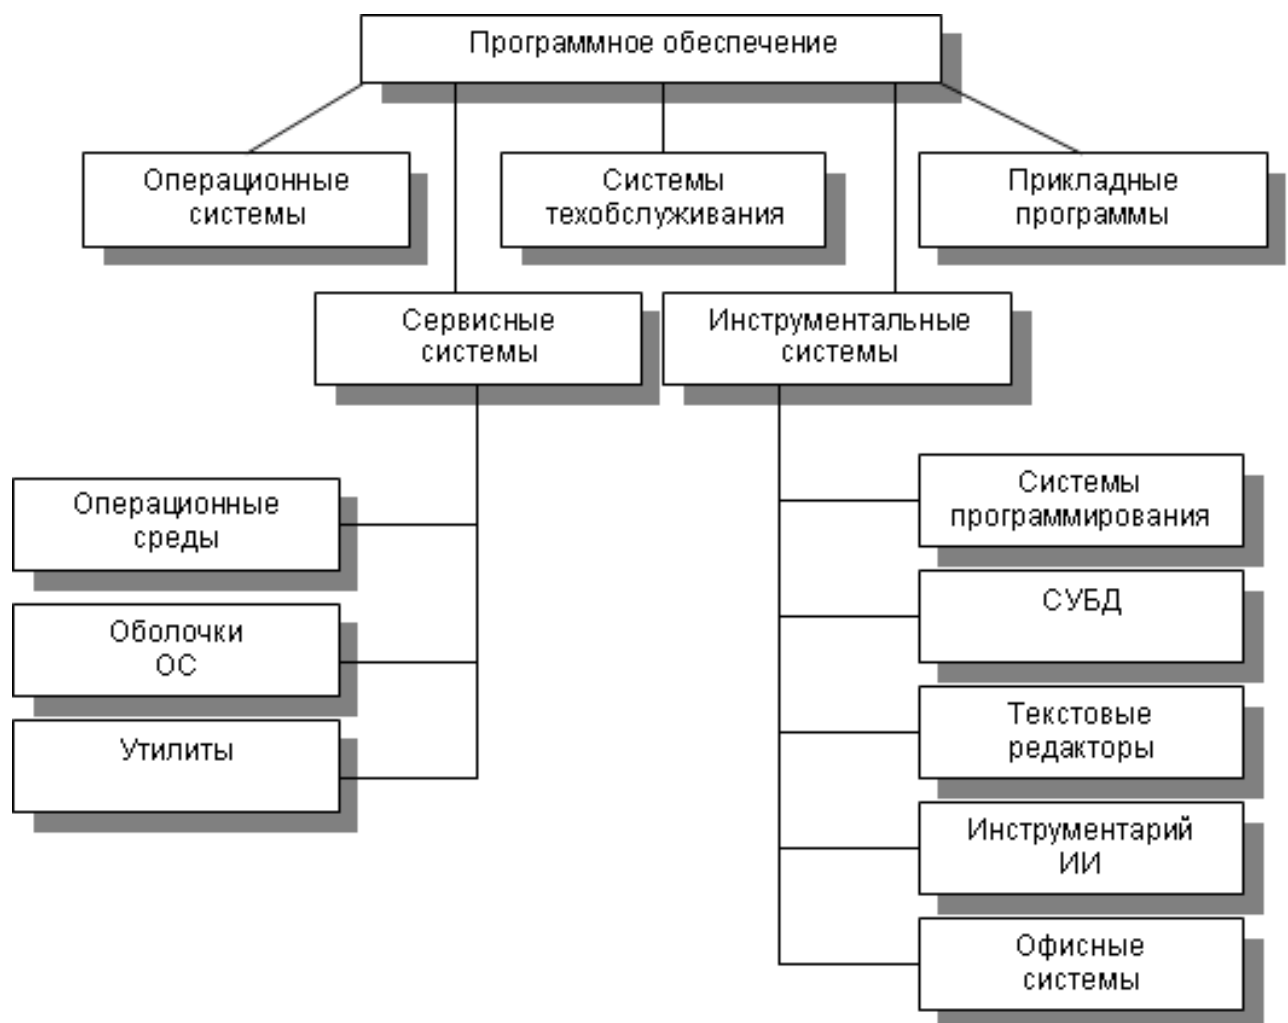 Программное обеспечение
Операционные
системы
Системы
техобслуживания
Прикладные
программы
Сервисные
системы
Инструментальные
системы
Операционные
среды
Оболочки
ОС
Утилиты
Системы
программирования
СУБД
Текстовые
редакторы
Инструментарий
ИИ
Офисные
системы